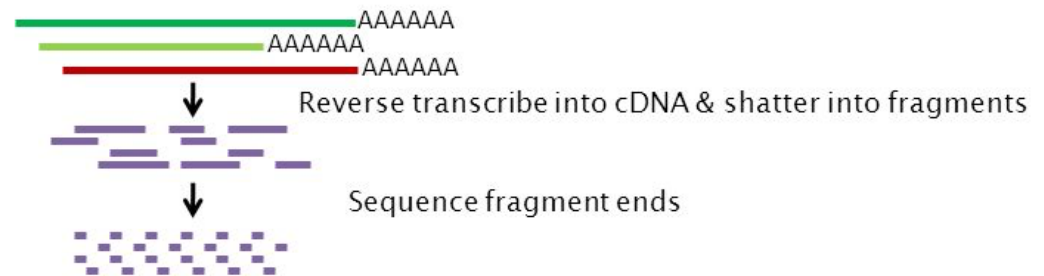 AAAAAA
AAAAAA
AAAAAA
Reverse transcribe into cDNA & shatter into fragments
Sequence fragment ends